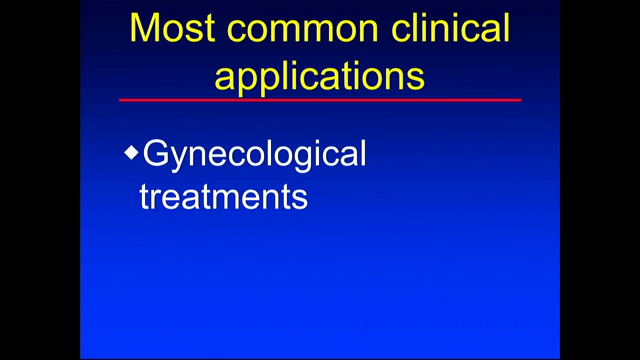 Most common clinical
applications
◆Gynecological
treatments